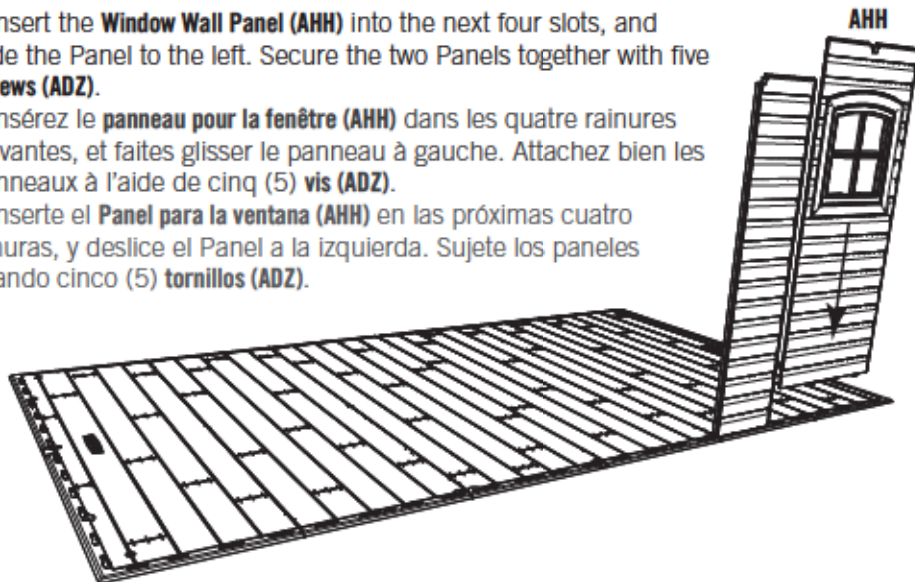 nsert the Window Wall Panel (AHH) into the next four slots, and
de the Panel to the left. Secure the two Panels together with five
ews (ADZ).
nsérez le panneau pour la fenêtre (AHH) dans les quatre rainures
vantes, et faites glisser le panneau à gauche. Attachez bien les
nneaux à l'aide de cinq (5) vis (ADZ).
nserte el Panel para la ventana (AHH) en las próximas cuatro
uras, y deslice el Panel a la izquierda. Sujete los paneles
ando cinco (5) tornillos (ADZ).
AHH